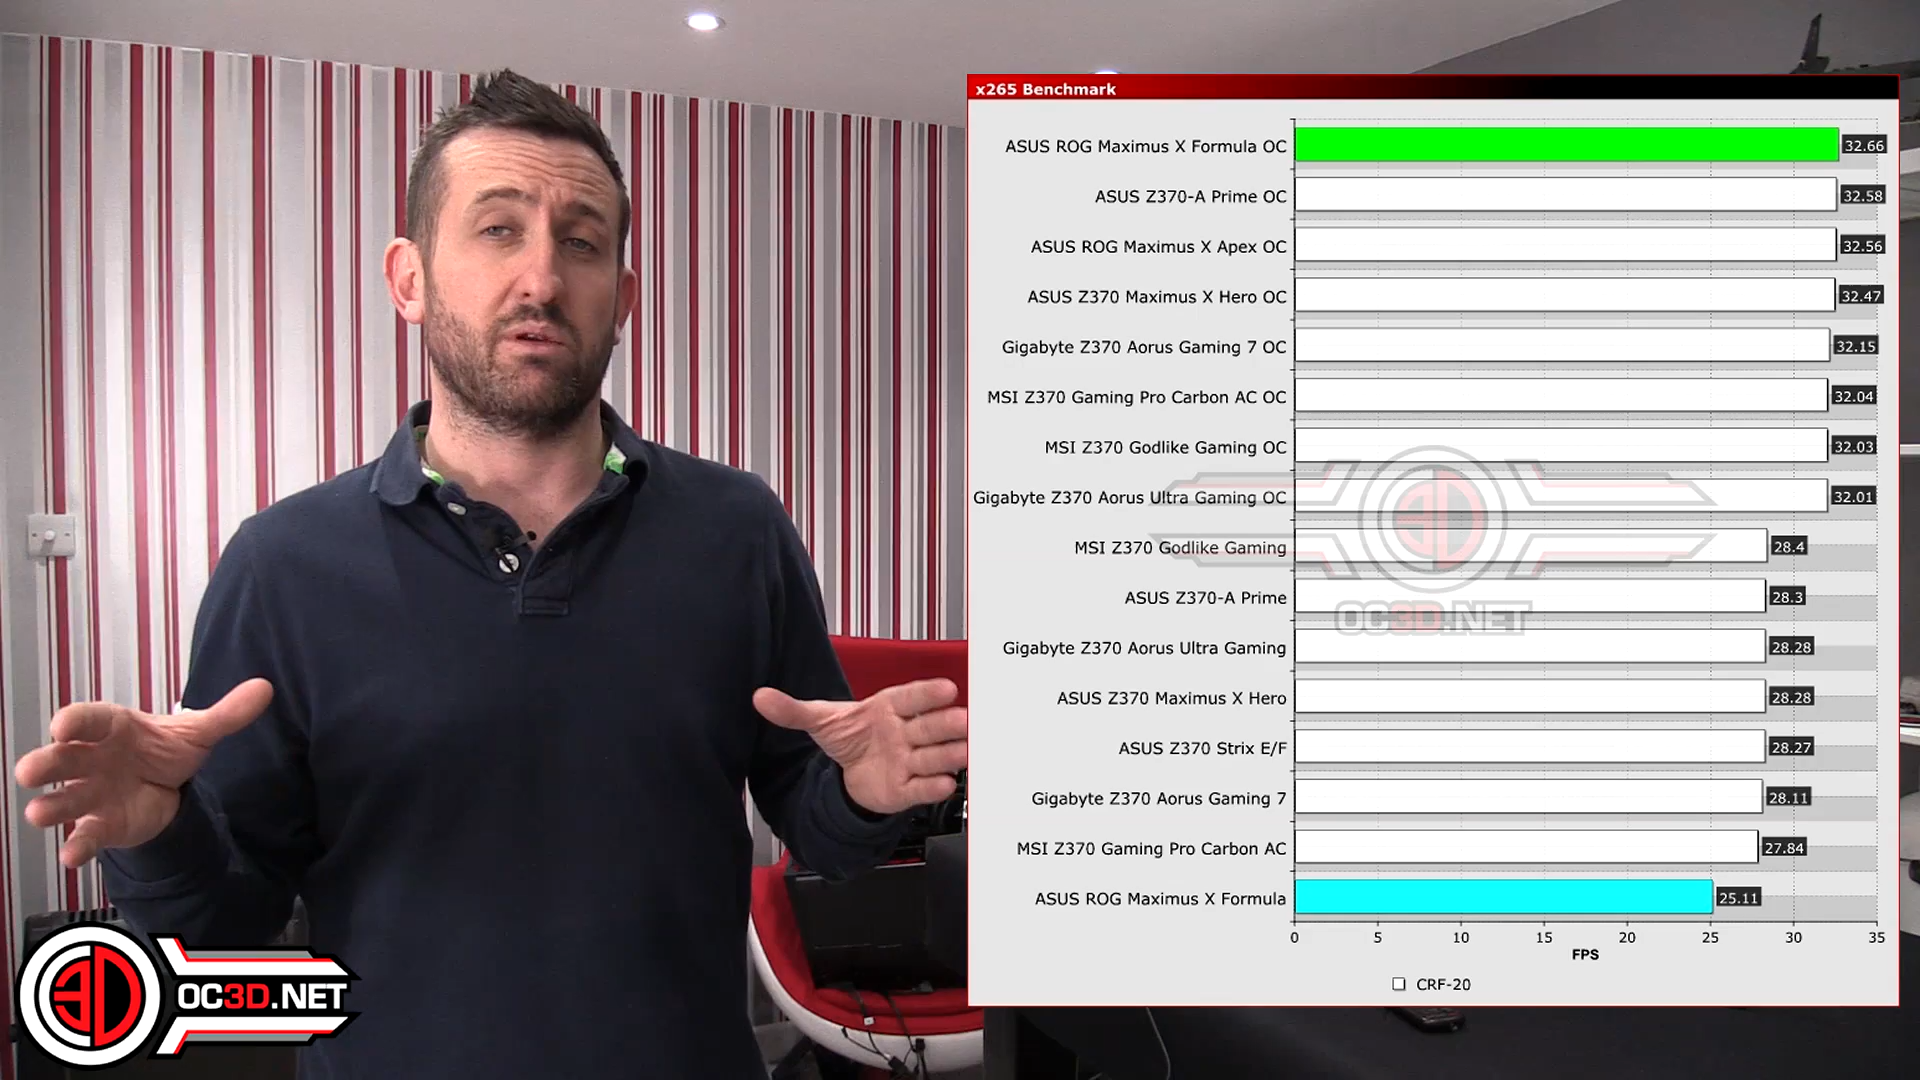 x265 Benchmark
ASUS ROG Maximus X Formula OC 32.66
ASUS Z370-A Prime OC 32.58
ASUS ROG Maximus X Apex OC 32.56
ASUS Z370 Maximus X Hero OC 32.47
Gigabyte Z370 Aorus Gaming 7 OC 32.15
MSI Z370 Gaming Pro Carbon AC OC 32.04
MSI Z370 Godlike Gaming OC 32.03
Gigabyte Z370 Aorus Ultra Gaming OC 32.01
MSI Z370 Godlike Gaming 28.4
ASUS Z370-A Prime 28.3
OC3D.NET
Gigabyte Z370 Aorus Ultra Gaming 28.28
ASUS Z370 Maximus X Hero 28.28
ASUS Z370 Strix E/F 28.27
Gigabyte Z370 Aorus Gaming 7 28.11
MSI Z370 Gaming Pro Carbon AC 27.84
ASUS ROG Maximus X Formula 25.11
0 5 10 15 20 25 30 35
FPS
CRF-20
3D OC3D.NET